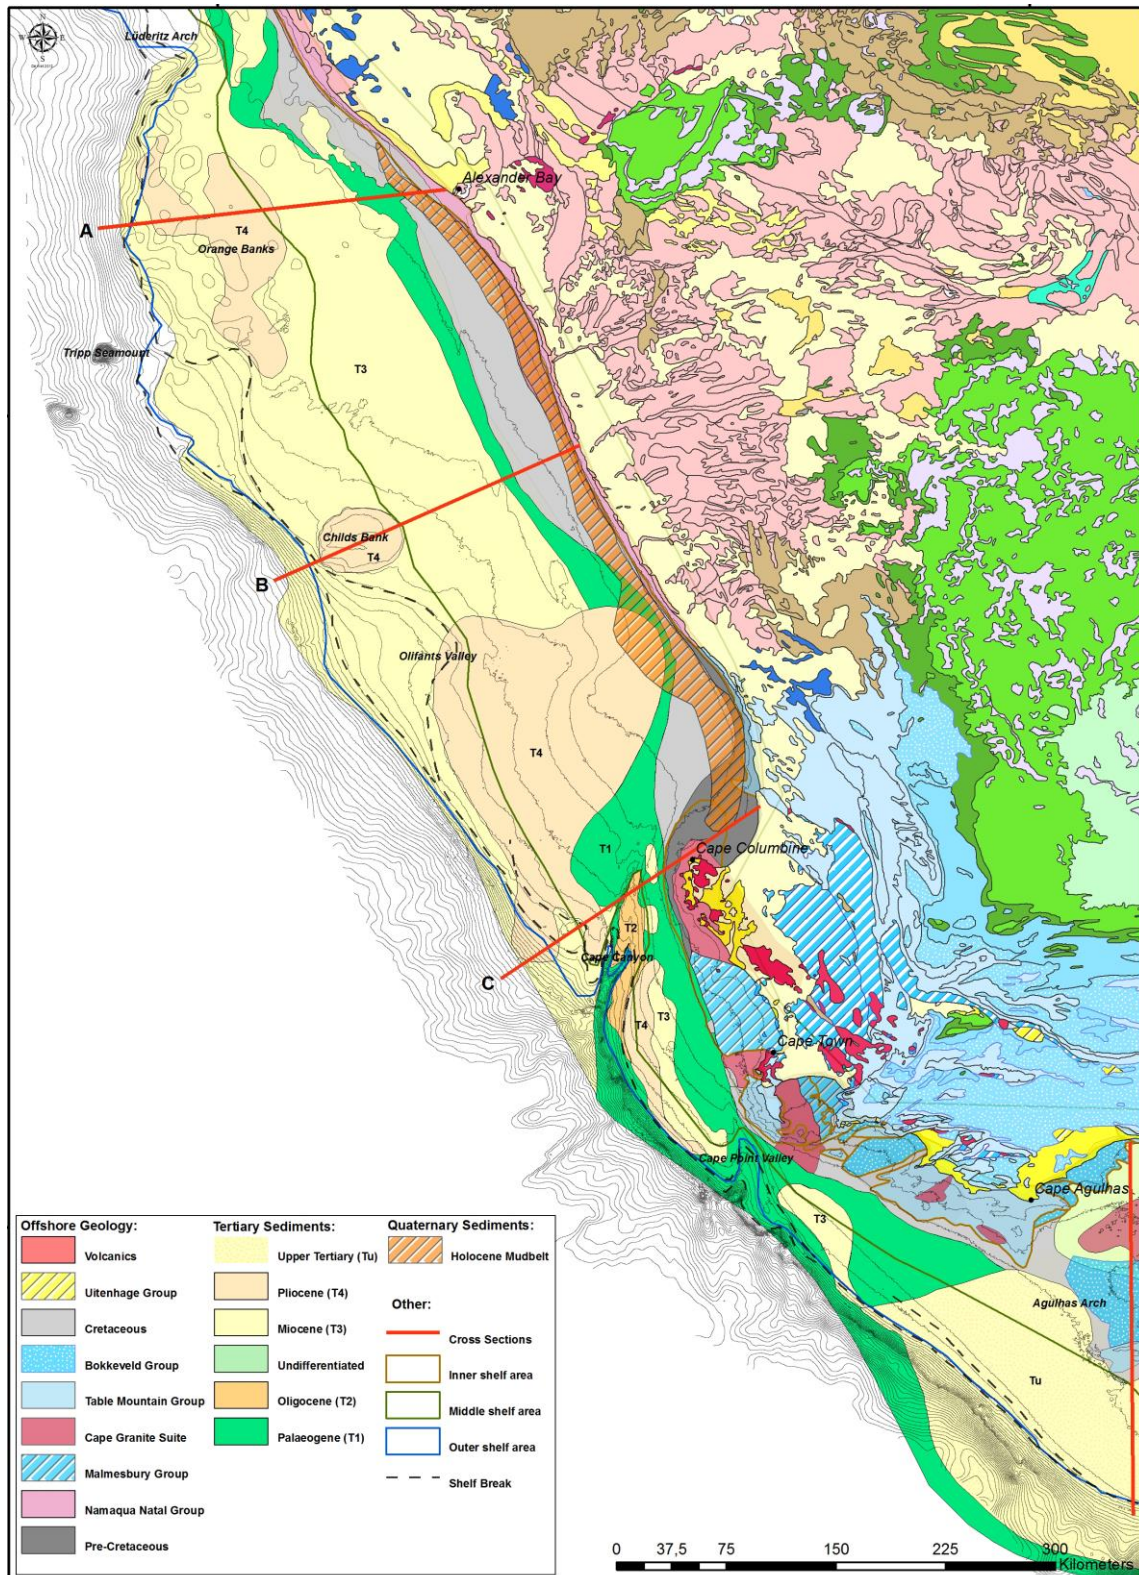 N
W
E
S
Lüderitz Arch
Alexander Bay
A
T4
Orange Banks
Tripp Seamount
T3
Childs Bank
T4
B
Olifants Valley
T4
T1
Cape Columbine
T2
Cape Canyon
C
T4
T3
Cape Town
Cape Point Valley
Cape Agulhas
T3
Agulhas Arch
Tu
Offshore Geology:
Volcanics
Uitenhage Group
Cretaceous
Bokkeveld Group
Table Mountain Group
Cape Granite Suite
Malmesbury Group
Namaqua Natal Group
Pre-Cretaceous
Tertiary Sediments:
Upper Tertiary (Tu)
Pliocene (T4)
Miocene (T3)
Undifferentiated
Oligocene (T2)
Palaeogene (T1)
Quaternary Sediments:
Holocene Mudbelt
Other:
Cross Sections
Inner shelf area
Middle shelf area
Outer shelf area
Shelf Break
0 37,5 75 150 225 300
Kilometers